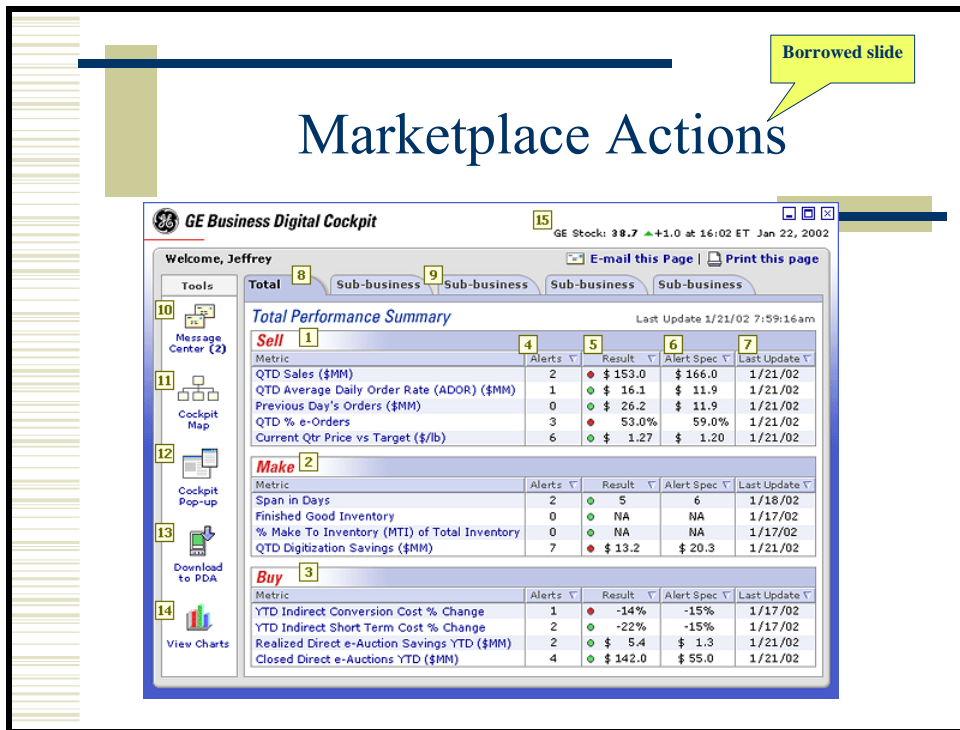 Borrowed slide
Marketplace Actions
GE Business Digital Cockpit
15
GE Stock: 38.7 ▲+1.0 at 16:02 ET Jan 22, 2002
Welcome, Jeffrey
E-mail this Page | Print this page
Tools
Total 8 Sub-business 9 Sub-business Sub-business Sub-business
10
Message
Center (2)
11
Cockpit
Map
12
Cockpit
Pop-up
13
Download
to PDA
14
View Charts
Total Performance Summary
Last Update 1/21/02 7:59:16am
Sell 1 4 5 6 7
Metric Alerts Result Alert Spec Last Update
QTD Sales ($MM) 2 $ 153.0 $ 166.0 1/21/02
QTD Average Daily Order Rate (ADOR) ($MM) 1 $ 16.1 $ 11.9 1/21/02
Previous Day's Orders ($MM) 0 $ 26.2 $ 11.9 1/21/02
QTD % e-Orders 3 53.0% 59.0% 1/21/02
Current Qtr Price vs Target ($/lb) 6 $ 1.27 $ 1.20 1/21/02
Make 2
Metric Alerts Result Alert Spec Last Update
Span in Days 2 5 6 1/18/02
Finished Good Inventory 0 NA NA 1/17/02
% Make To Inventory (MTI) of Total Inventory 0 NA NA 1/17/02
QTD Digitization Savings ($MM) 7 $ 13.2 $ 20.3 1/21/02
Buy 3
Metric Alerts Result Alert Spec Last Update
YTD Indirect Conversion Cost % Change 1 -14% -15% 1/17/02
YTD Indirect Short Term Cost % Change 2 -22% -15% 1/17/02
Realized Direct e-Auction Savings YTD ($MM) 2 $ 5.4 $ 1.3 1/21/02
Closed Direct e-Auctions YTD ($MM) 4 $ 142.0 $ 55.0 1/21/02